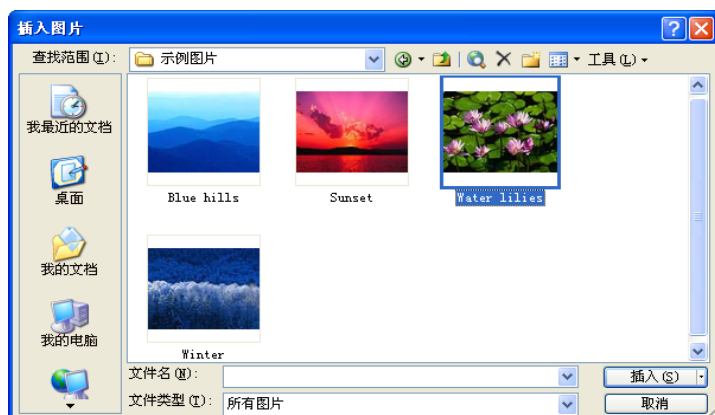 插入图片
查找范围(I): 示例图片 工具(L)
我最近的文档
桌面
我的文档
我的电脑
Blue hills Sunset Water lilies
Winter
文件名(N): 插入(S)
文件类型(T): 所有图片 取消